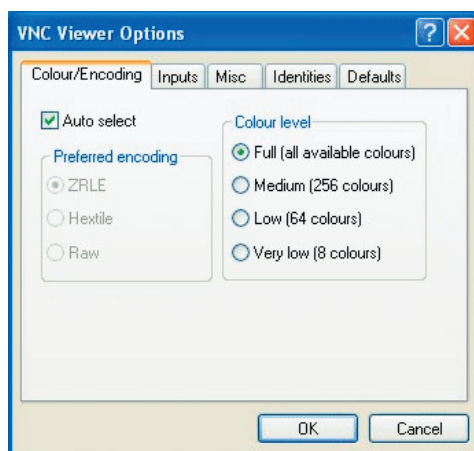 VNC Viewer Options
Colour/Encoding Inputs Misc Identities Defaults
Auto select
Preferred encoding
ZRLE
Hextile
Raw
Colour level
Full (all available colours)
Medium (256 colours)
Low (64 colours)
Very low (8 colours)
OK Cancel